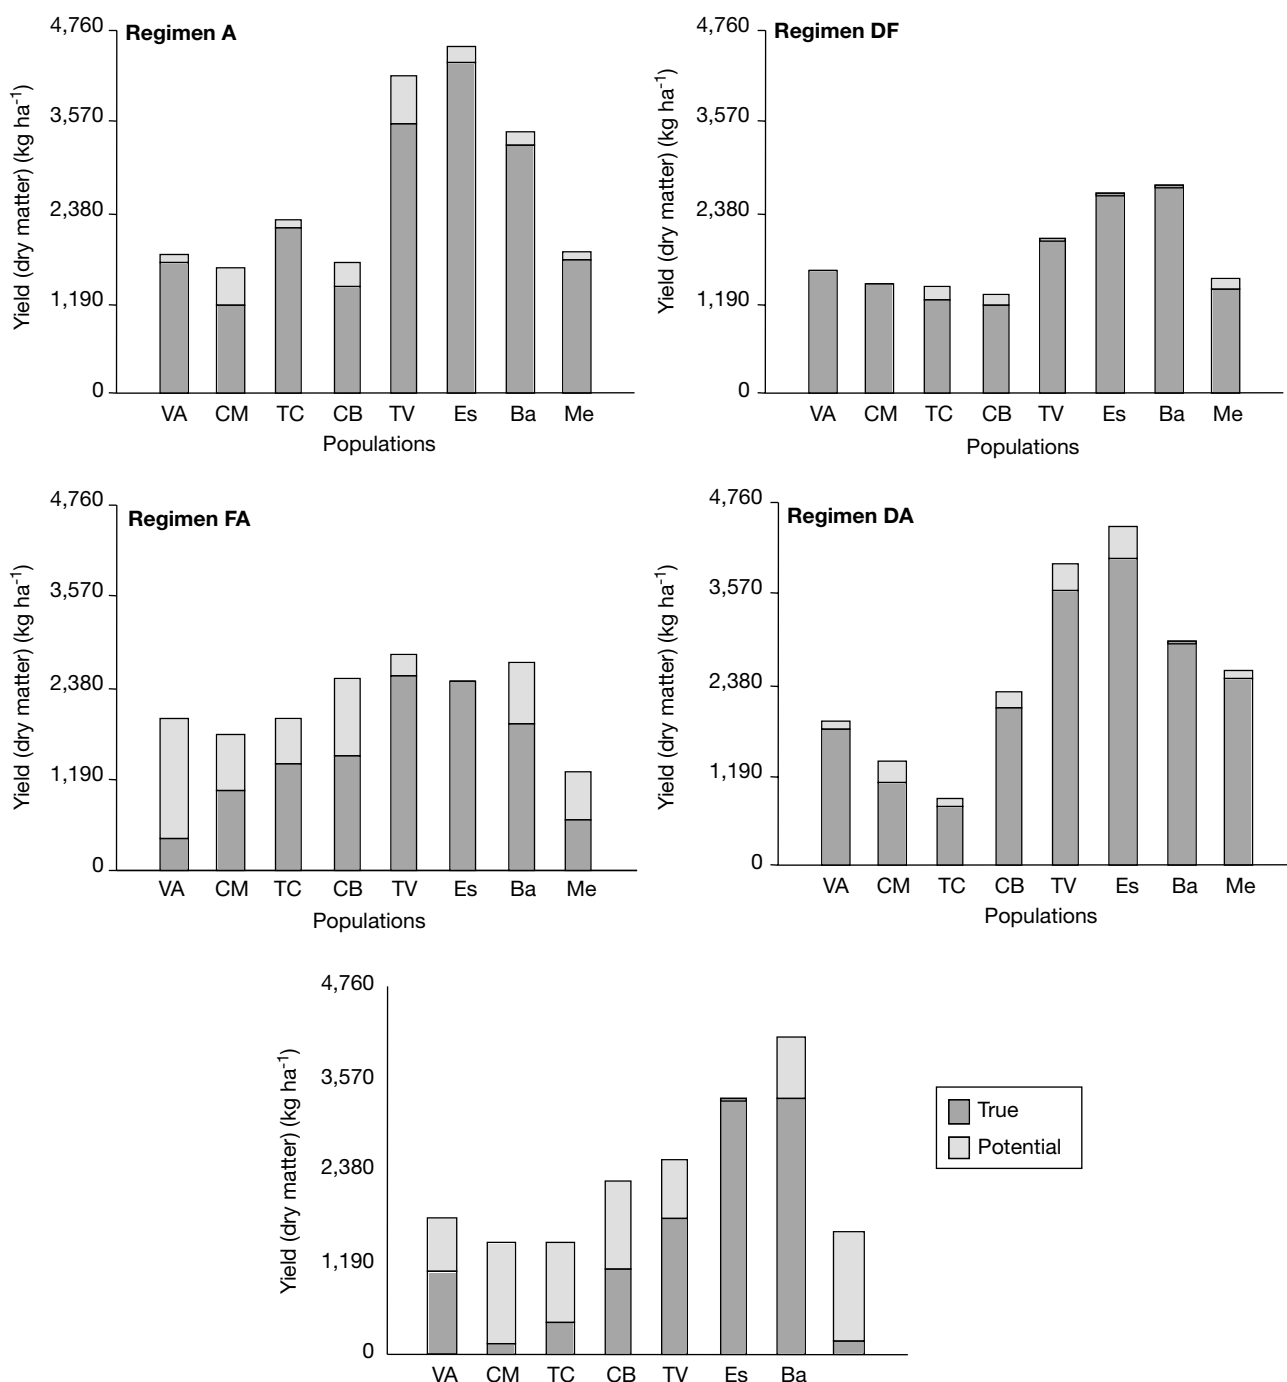 Regimen A
Yield (dry matter) (kg ha-1)
4,760
3,570
2,380
1,190
0
VA CM TC CB TV Es Ba Me
Populations
Regimen DF
Yield (dry matter) (kg ha-1)
4,760
3,570
2,380
1,190
0
VA CM TC CB TV Es Ba Me
Populations
Regimen FA
Yield (dry matter) (kg ha-1)
4,760
3,570
2,380
1,190
0
VA CM TC CB TV Es Ba Me
Populations
Regimen DA
Yield (dry matter) (kg ha-1)
4,760
3,570
2,380
1,190
0
VA CM TC CB TV Es Ba Me
Populations
Yield (dry matter) (kg ha-1)
4,760
3,570
2,380
1,190
0
VA CM TC CB TV Es Ba
True
Potential